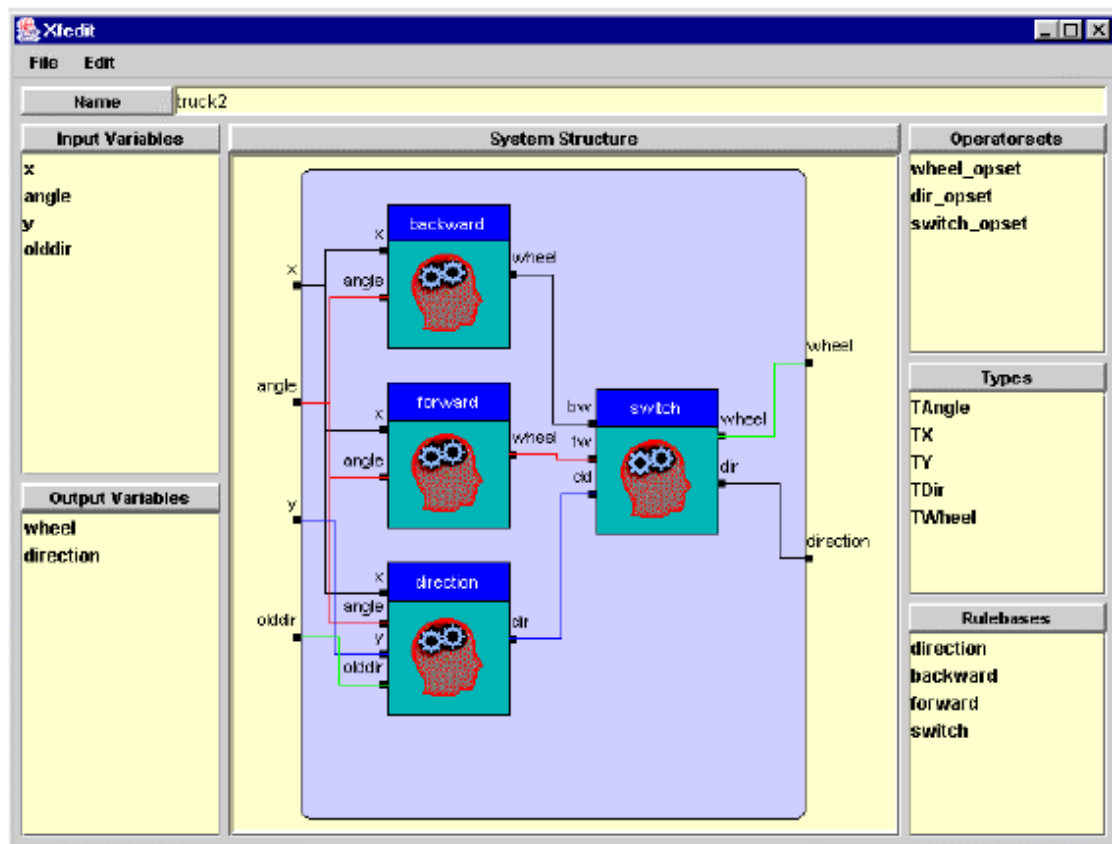 Xfedit
File Edit
Name truck2
Input Variables
x
angle
y
olddir
Output Variables
wheel
direction
System Structure
x
angle
y
olddir
backward
x
angle
wheel
forward
x
angle
wheel
direction
x
angle
y
olddir
dir
switch
bw
fw
cld
wheel
dir
wheel
direction
Operatorsets
wheel_opset
dir_opset
switch_opset
Types
TAngle
TX
TY
TDir
TWheel
Rulebases
direction
backward
forward
switch